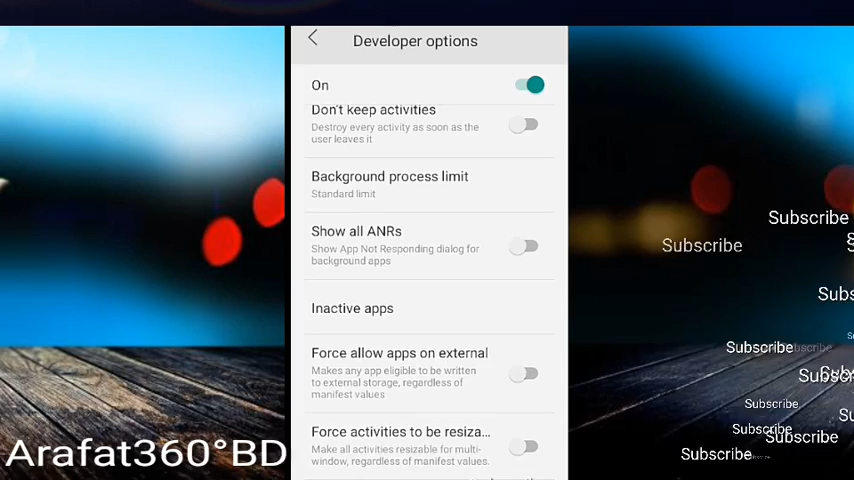 Developer options
On
Don't keep activities
Destroy every activity as soon as the
user leaves it
Background process limit
Standard limit
Show all ANRs
Show App Not Responding dialog for
background apps
Inactive apps
Force allow apps on external
Makes any app eligible to be written
to external storage, regardless of
manifest values
Force activities to be resiza...
Make all activities resizable for multi-
window, regardless of manifest values.
Arafat360°BD
Subscribe
Subscribe
Subscribe
Subscribe
Subscribe
Subscribe
Subscribe
Subscribe